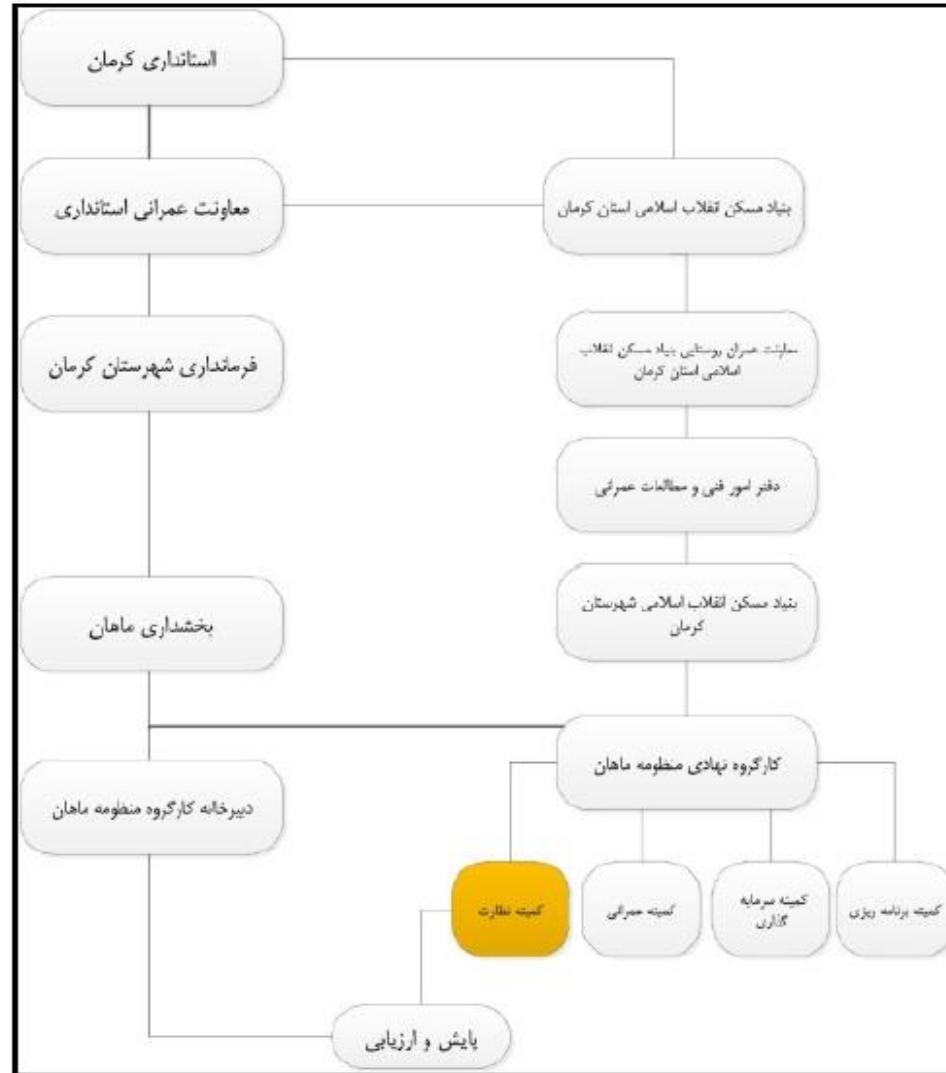 استانداری کرمان
معاونت عمرانی استانداری
بنیاد مسکن انقلاب اسلامی استان کرمان
فرمانداری شهرستان کرمان
معاونت عمران روستایی بنیاد مسکن انقلاب
اسلامی استان کرمان
دفتر امور فنی و مطالعات عمرانی
بخشداری ماهان
بنیاد مسکن انقلاب اسلامی شهرستان
کرمان
کارگروه نهادی منظومه ماهان
دبیرخانه کارگروه منظومه ماهان
کمیته برنامه ریزی
کمیته سرمایه
گذاری
کمیته عمرانی
کمیته نظارت
پایش و ارزیابی